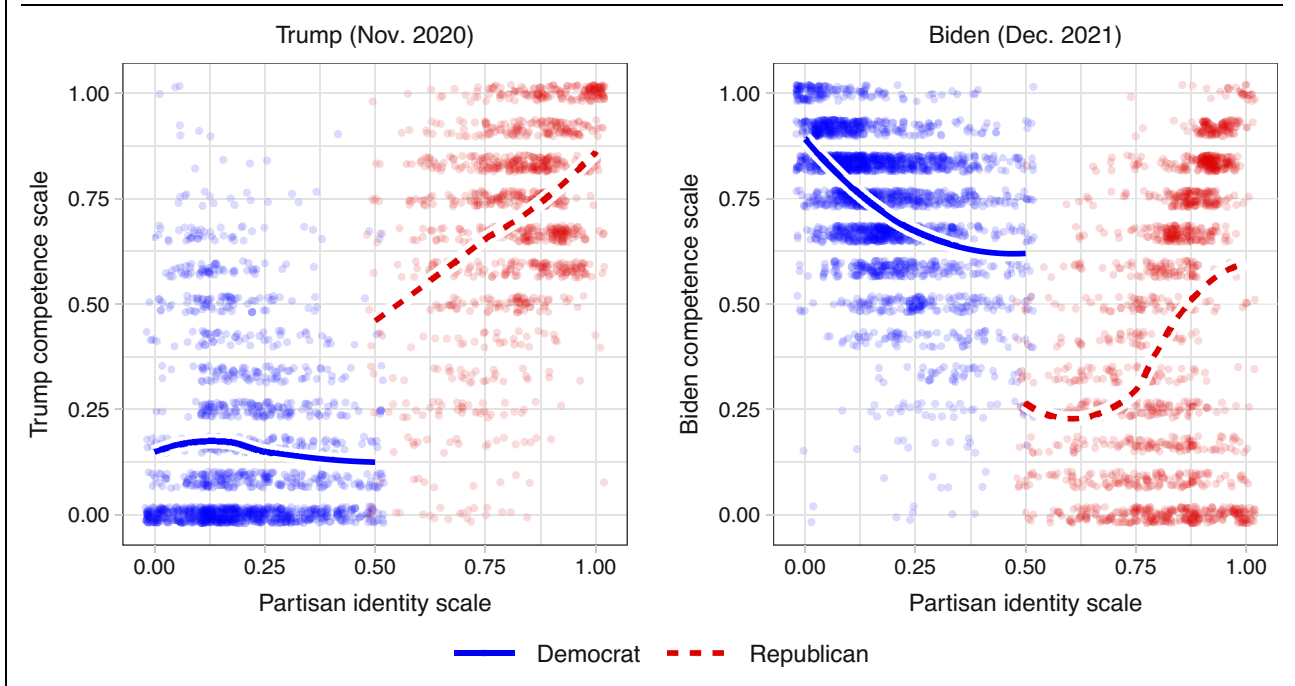 Trump (Nov. 2020)
Trump competence scale
1.00
0.75
0.50
0.25
0.00
0.00 0.25 0.50 0.75 1.00
Partisan identity scale
Biden (Dec. 2021)
Biden competence scale
1.00
0.75
0.50
0.25
0.00
0.00 0.25 0.50 0.75 1.00
Partisan identity scale
Democrat Republican